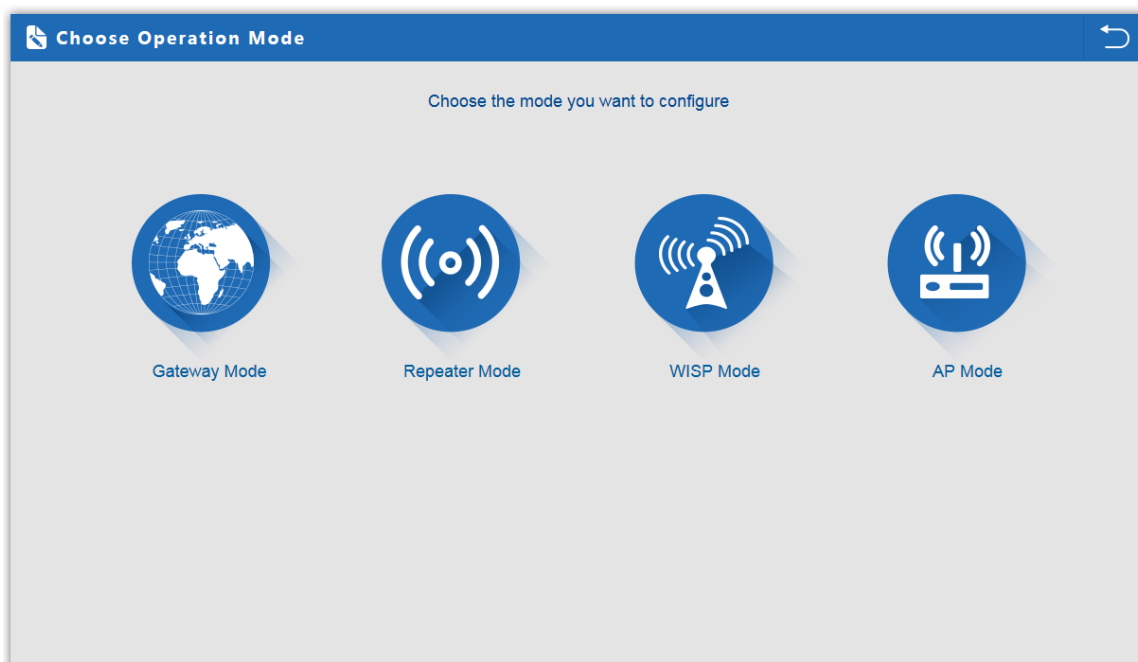 Choose Operation Mode
Choose the mode you want to configure
Gateway Mode
Repeater Mode
WISP Mode
AP Mode